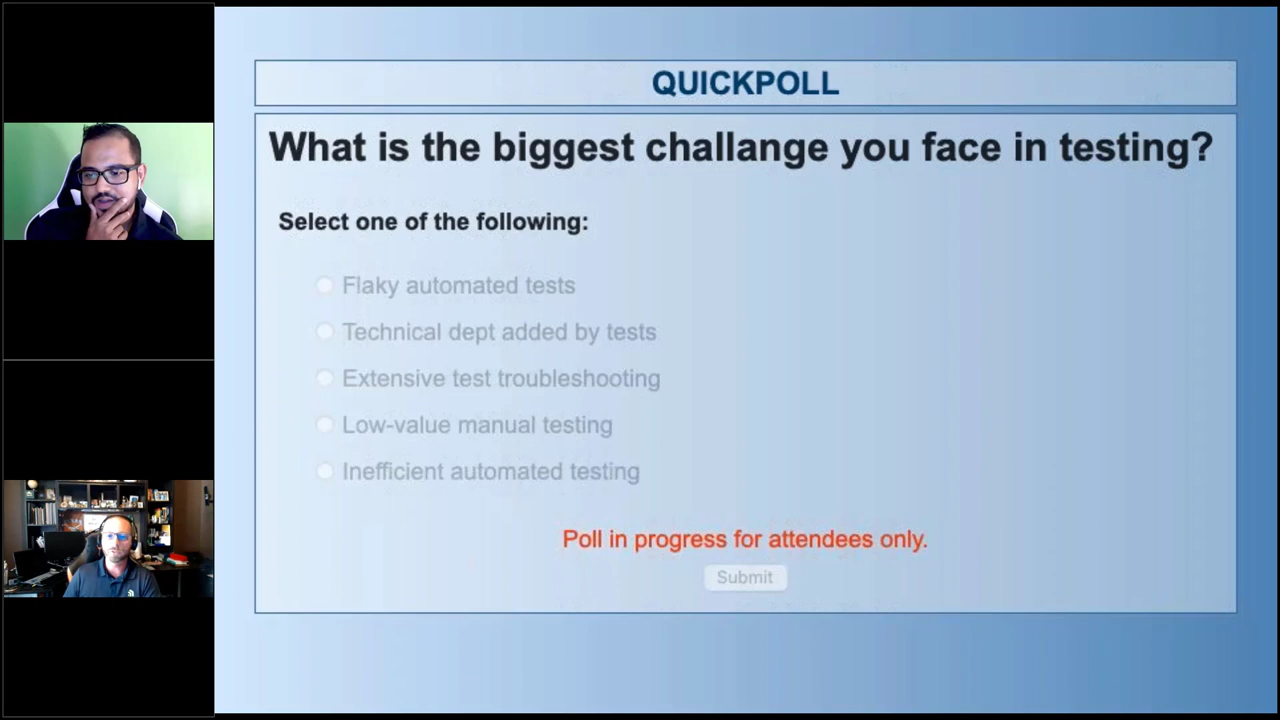 QUICKPOLL
What is the biggest challange you face in testing?
Select one of the following:
Flaky automated tests
Technical dept added by tests
Extensive test troubleshooting
Low-value manual testing
Inefficient automated testing
Poll in progress for attendees only.
Submit